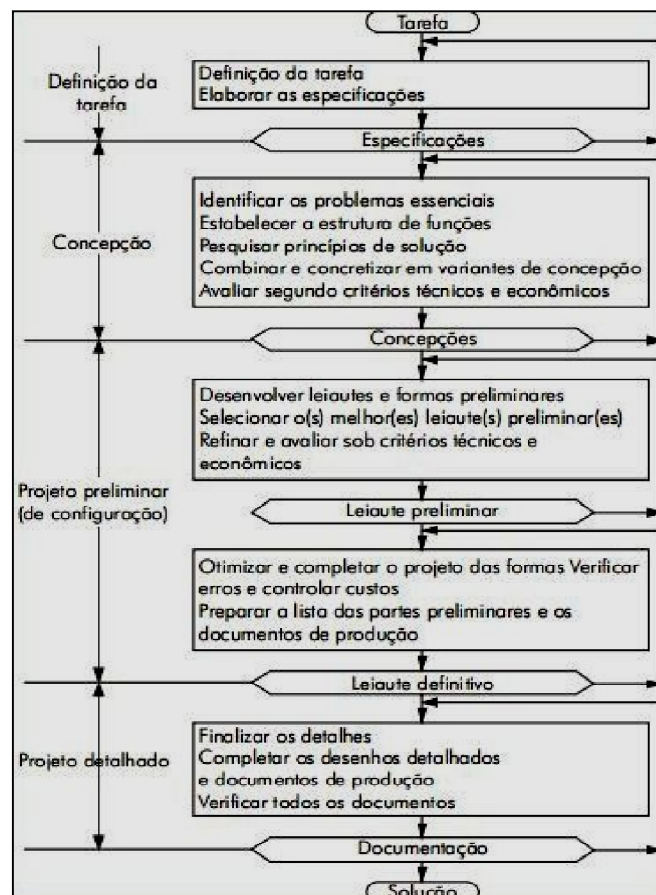 Tarefa
Definição da
tarefa
Definição da tarefa
Elaborar as especificações
Especificações
Concepção
Identificar os problemas essenciais
Estabelecer a estrutura de funções
Pesquisar princípios de solução
Combinar e concretizar em variantes de concepção
Avaliar segundo critérios técnicos e econômicos
Concepções
Projeto preliminar
(de configuração)
Desenvolver leiautes e formas preliminares
Selecionar o(s) melhor(es) leiaute(s) preliminar(es)
Refinar e avaliar sob critérios técnicos e
econômicos
Leiaute preliminar
Otimizar e completar o projeto das formas Verificar
erros e controlar custos
Preparar a lista das partes preliminares e os
documentos de produção
Leiaute definitivo
Projeto detalhado
Finalizar os detalhes
Completar os desenhos detalhados
e documentos de produção
Verificar todos os documentos
Documentação
Solução